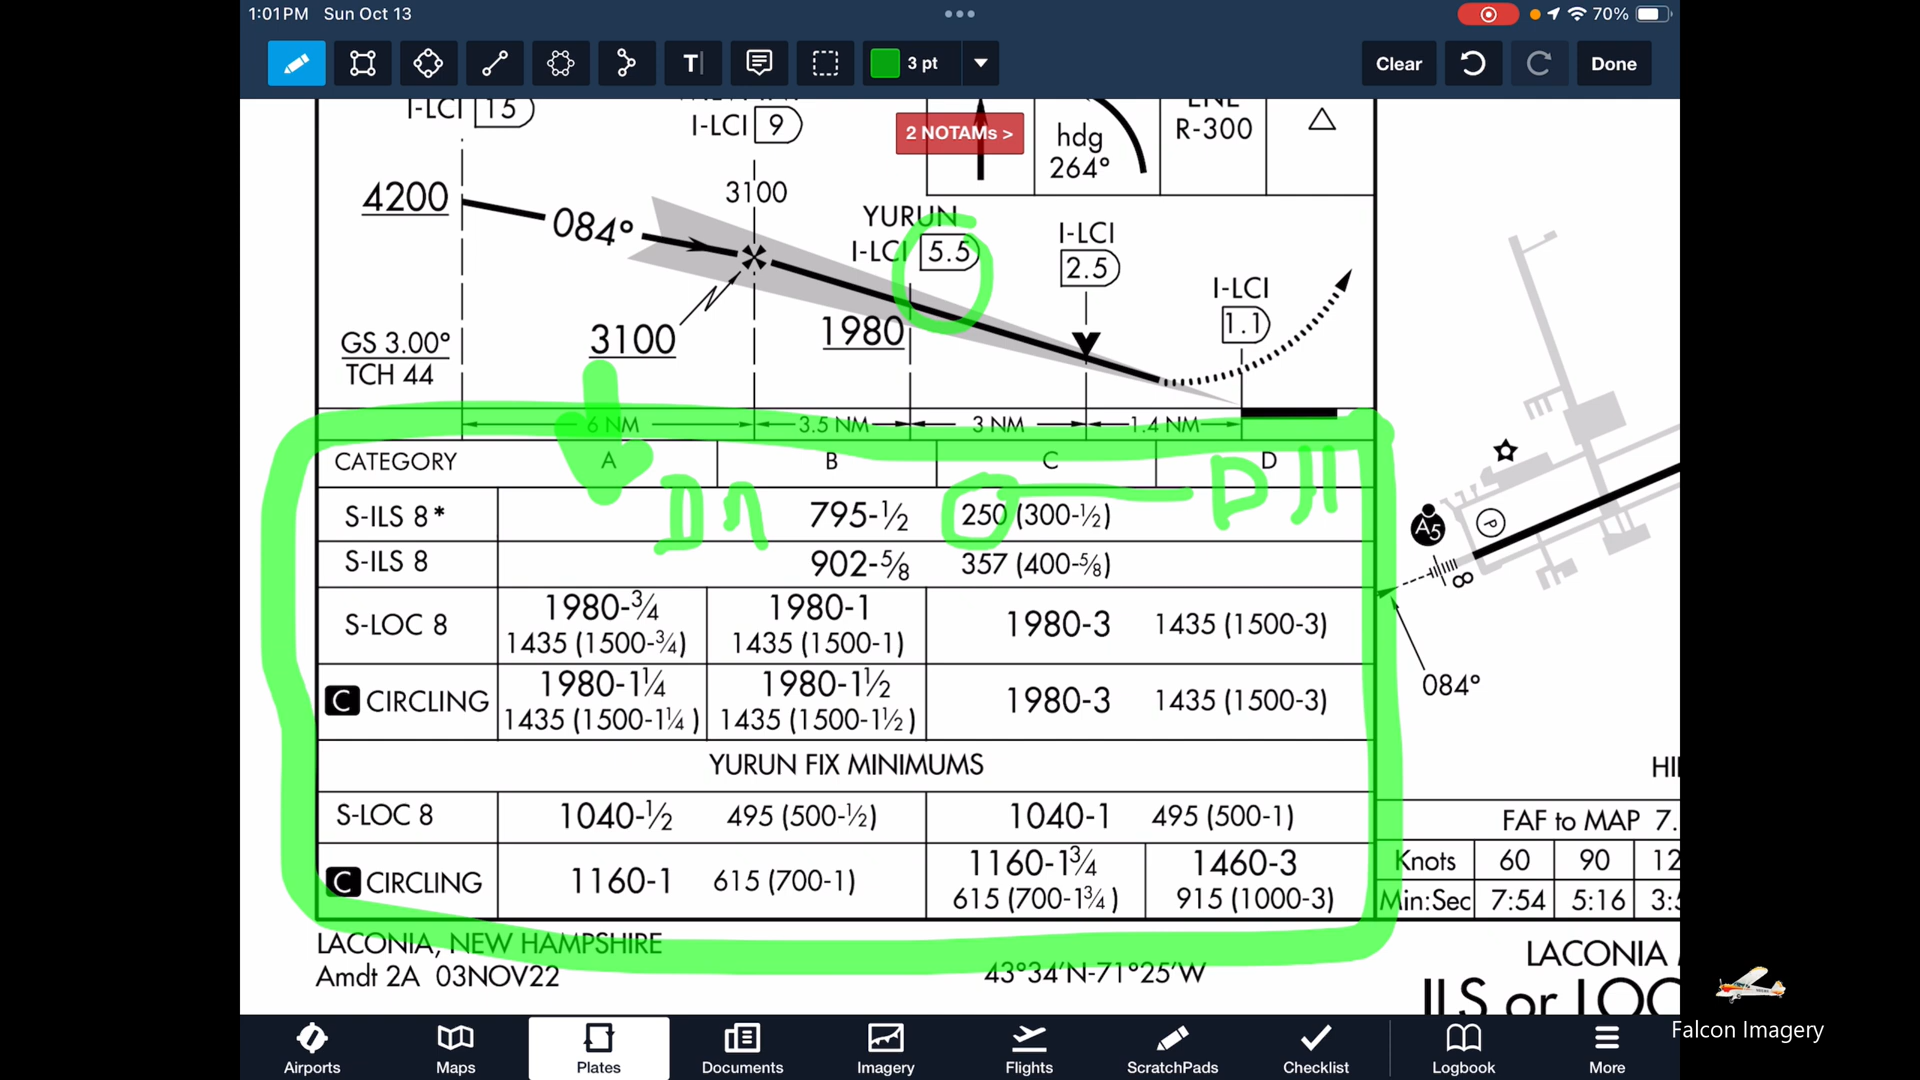 1:01PM Sun Oct 13
70%
T
3 pt
Clear
Done
I-LCI 15
I-LCI 9
2 NOTAMs >
hdg
264°
R-300
4200
084°
3100
YURUN
I-LCI 5.5
I-LCI
2.5
I-LCI
1.1
GS 3.00°
TCH 44
3100
1980
6 NM
3.5 NM
3 NM
1.4 NM
CATEGORY A B C D
DA
DH
S-ILS 8* 795-½ 250 (300-½)
S-ILS 8 902-⅝ 357 (400-⅝)
S-LOC 8
1980-¾
1435 (1500-¾)
1980-1
1435 (1500-1)
1980-3 1435 (1500-3)
C CIRCLING
1980-1¼
1435 (1500-1¼)
1980-1½
1435 (1500-1½)
1980-3 1435 (1500-3)
YURUN FIX MINIMUMS
S-LOC 8 1040-½ 495 (500-½) 1040-1 495 (500-1)
C CIRCLING 1160-1 615 (700-1)
1160-1¾
615 (700-1¾)
1460-3
915 (1000-3)
A5
P
8
084°
FAF to MAP 7.
Knots 60 90
Min:Sec 7:54 5:16
LACONIA, NEW HAMPSHIRE
Amdt 2A 03NOV22
43°34'N-71°25'W
LACONIA
ILS or LOC
Falcon Imagery
Airports
Maps
Plates
Documents
Imagery
Flights
ScratchPads
Checklist
Logbook
More